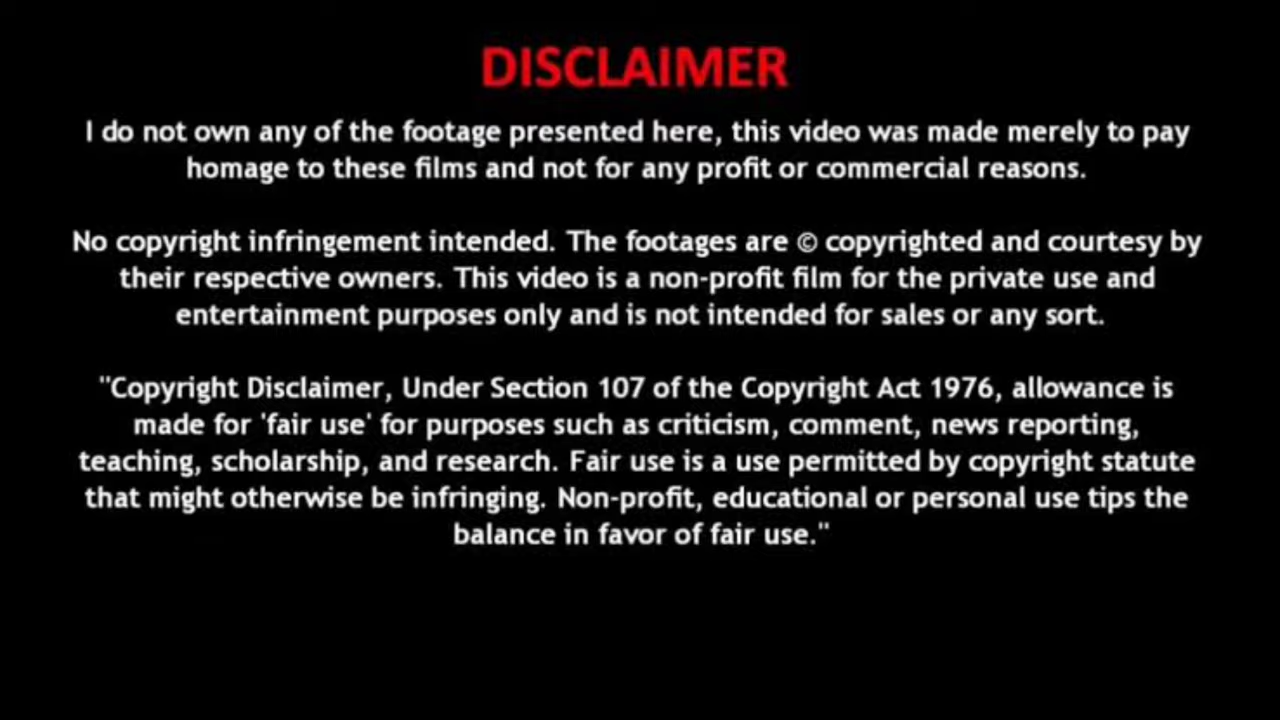 DISCLAIMER
I do not own any of the footage presented here, this video was made merely to pay
homage to these films and not for any profit or commercial reasons.
No copyright infringement intended. The footages are © copyrighted and courtesy by
their respective owners. This video is a non-profit film for the private use and
entertainment purposes only and is not intended for sales or any sort.
"Copyright Disclaimer, Under Section 107 of the Copyright Act 1976, allowance is
made for 'fair use' for purposes such as criticism, comment, news reporting,
teaching, scholarship, and research. Fair use is a use permitted by copyright statute
that might otherwise be infringing. Non-profit, educational or personal use tips the
balance in favor of fair use."